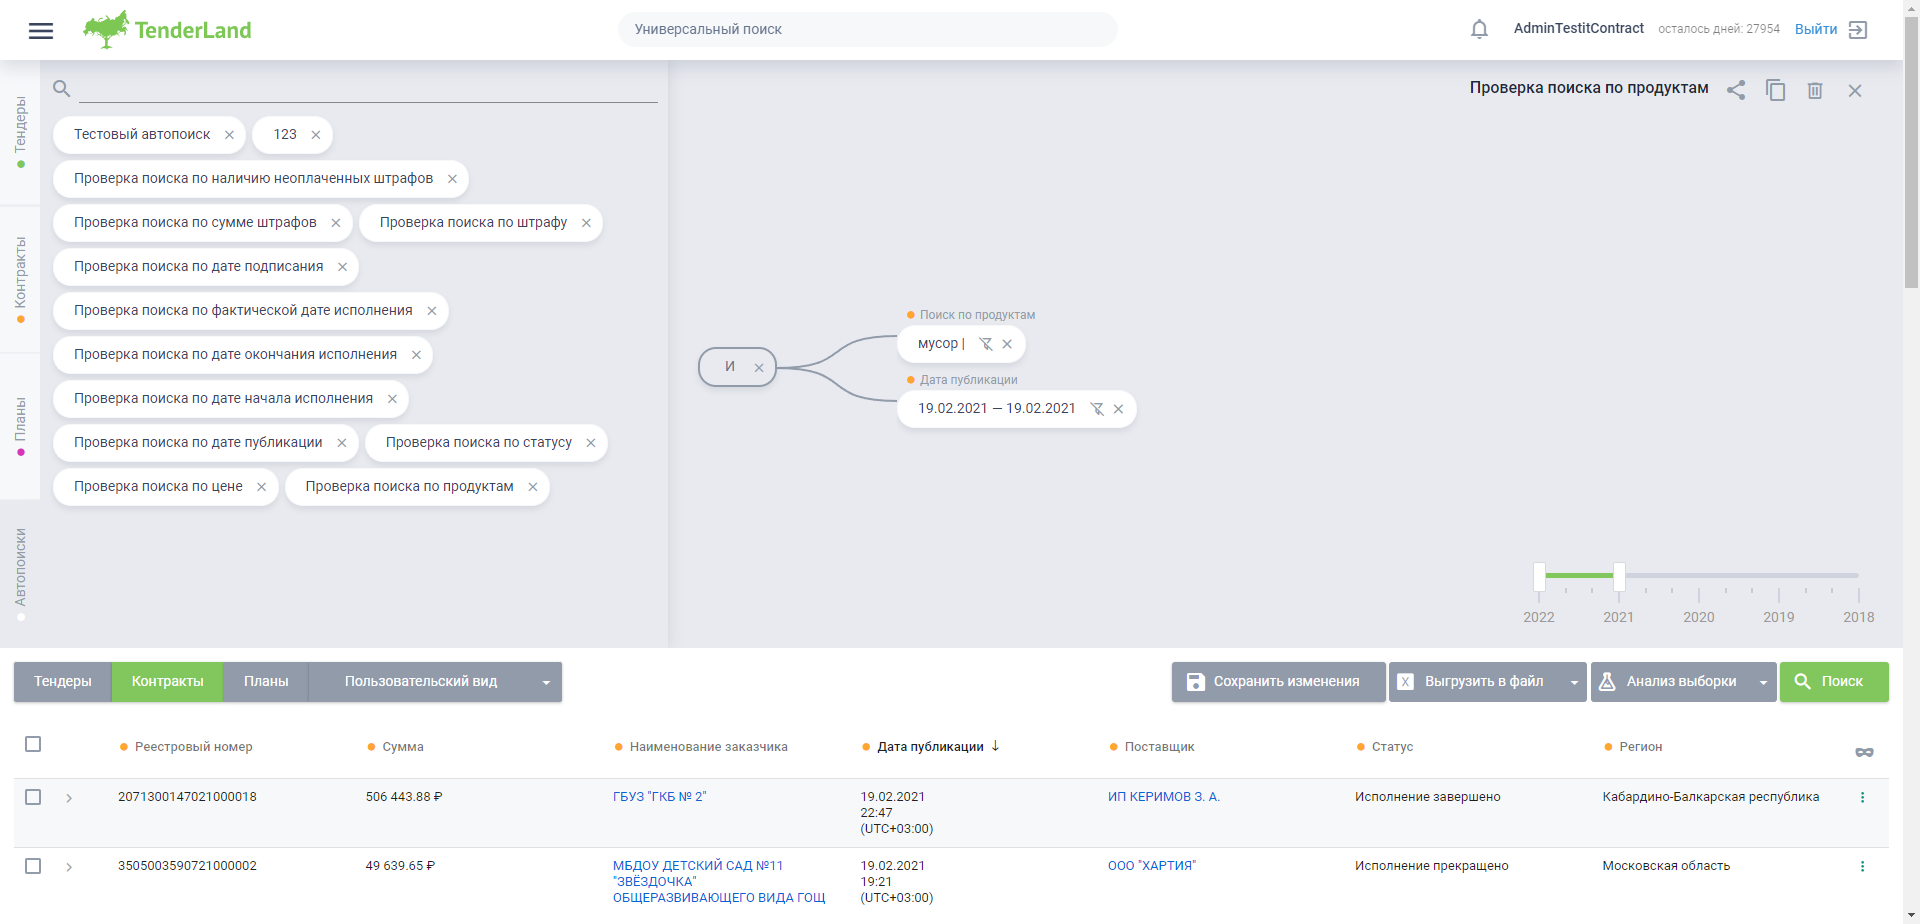 TenderLand
Универсальный поиск
AdminTestitContract
осталось дней: 27954
Выйти
Тендеры
Контракты
Планы
Автопоиски
Тестовый автопоиск
123
Проверка поиска по наличию неоплаченных штрафов
Проверка поиска по сумме штрафов
Проверка поиска по штрафу
Проверка поиска по дате подписания
Проверка поиска по фактической дате исполнения
Проверка поиска по дате окончания исполнения
Проверка поиска по дате начала исполнения
Проверка поиска по дате публикации
Проверка поиска по статусу
Проверка поиска по цене
Проверка поиска по продуктам
Проверка поиска по продуктам
Поиск по продуктам
мусор |
И
Дата публикации
19.02.2021 — 19.02.2021
2022 2021 2020 2019 2018
Тендеры
Контракты
Планы
Пользовательский вид
Сохранить изменения
X Выгрузить в файл
Анализ выборки
Поиск
Реестровый номер
Сумма
Наименование заказчика
Дата публикации ↓
Поставщик
Статус
Регион
2071300147021000018
506 443.88 ₽
ГБУЗ "ГКБ № 2"
19.02.2021
22:47
(UTC+03:00)
ИП КЕРИМОВ З. А.
Исполнение завершено
Кабардино-Балкарская республика
3505003590721000002
49 639.65 ₽
МБДОУ ДЕТСКИЙ САД №11
"ЗВЁЗДОЧКА"
ОБЩЕРАЗВИВАЮЩЕГО ВИДА ГОЩ
19.02.2021
19:21
(UTC+03:00)
ООО "ХАРТИЯ"
Исполнение прекращено
Московская область